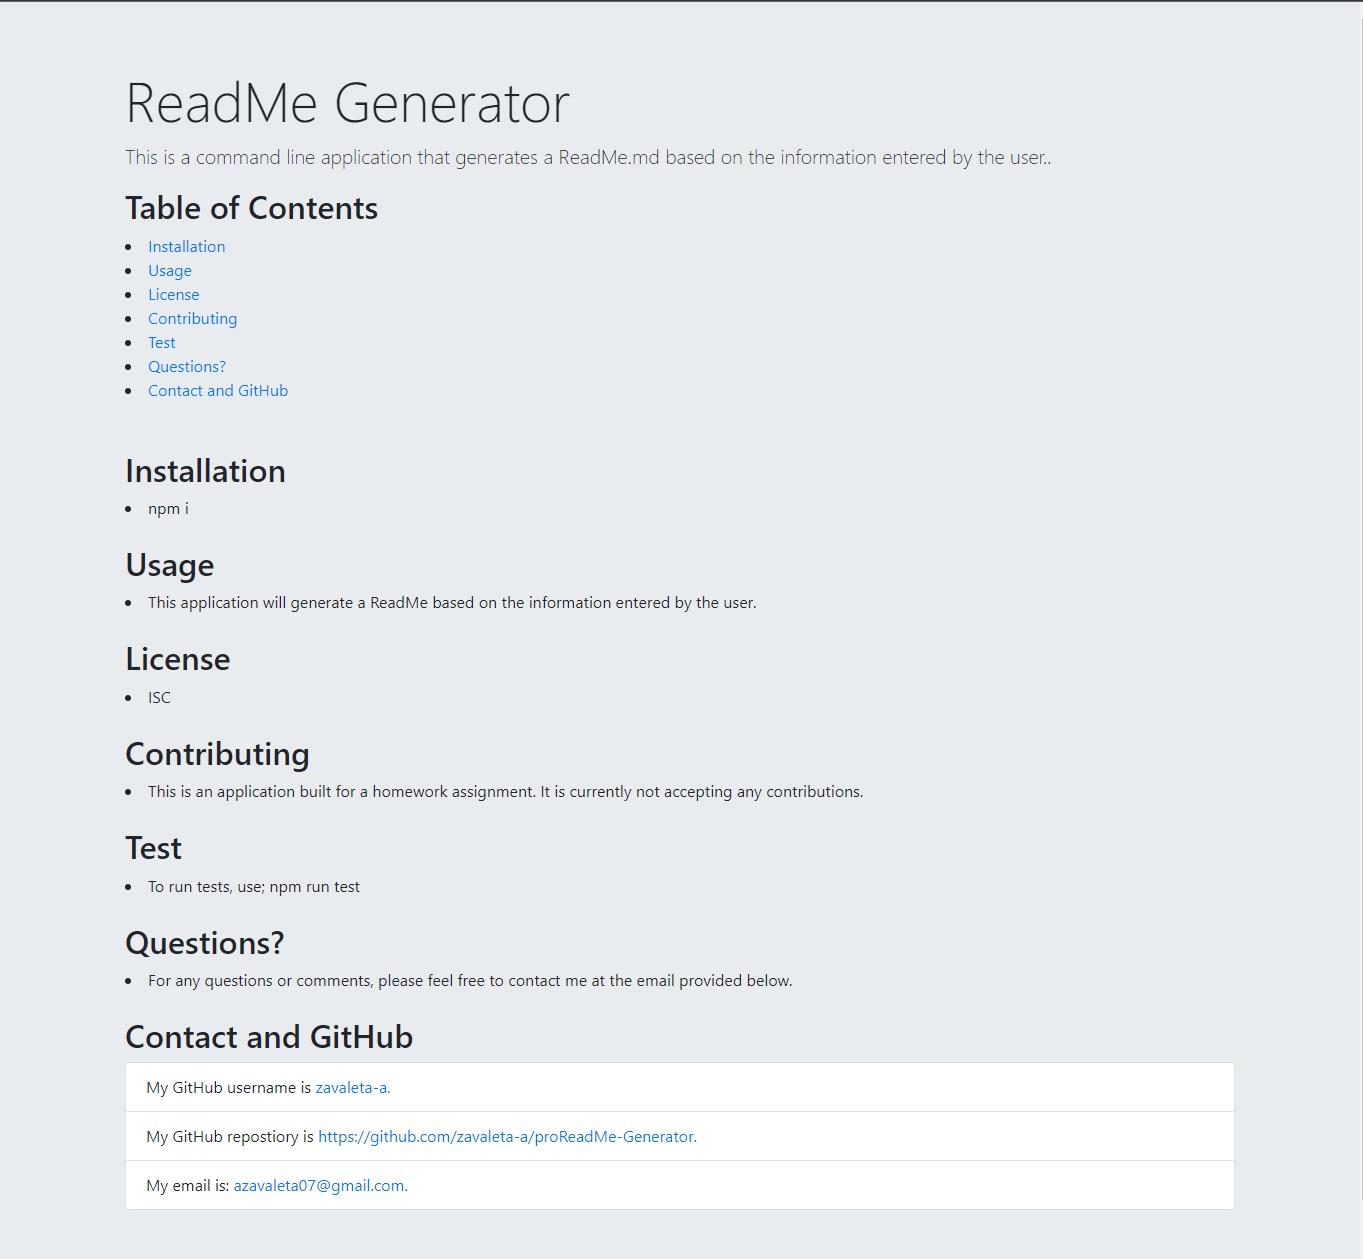 ReadMe Generator
This is a command line application that generates a ReadMe.md based on the information entered by the user..
Table of Contents
Installation
Usage
License
Contributing
Test
Questions?
Contact and GitHub
Installation
npm i
Usage
This application will generate a ReadMe based on the information entered by the user.
License
ISC
Contributing
This is an application built for a homework assignment. It is currently not accepting any contributions.
Test
To run tests, use; npm run test
Questions?
For any questions or comments, please feel free to contact me at the email provided below.
Contact and GitHub
My GitHub username is zavaleta-a.
My GitHub repostiory is https://github.com/zavaleta-a/proReadMe-Generator.
My email is: azavaleta07@gmail.com.